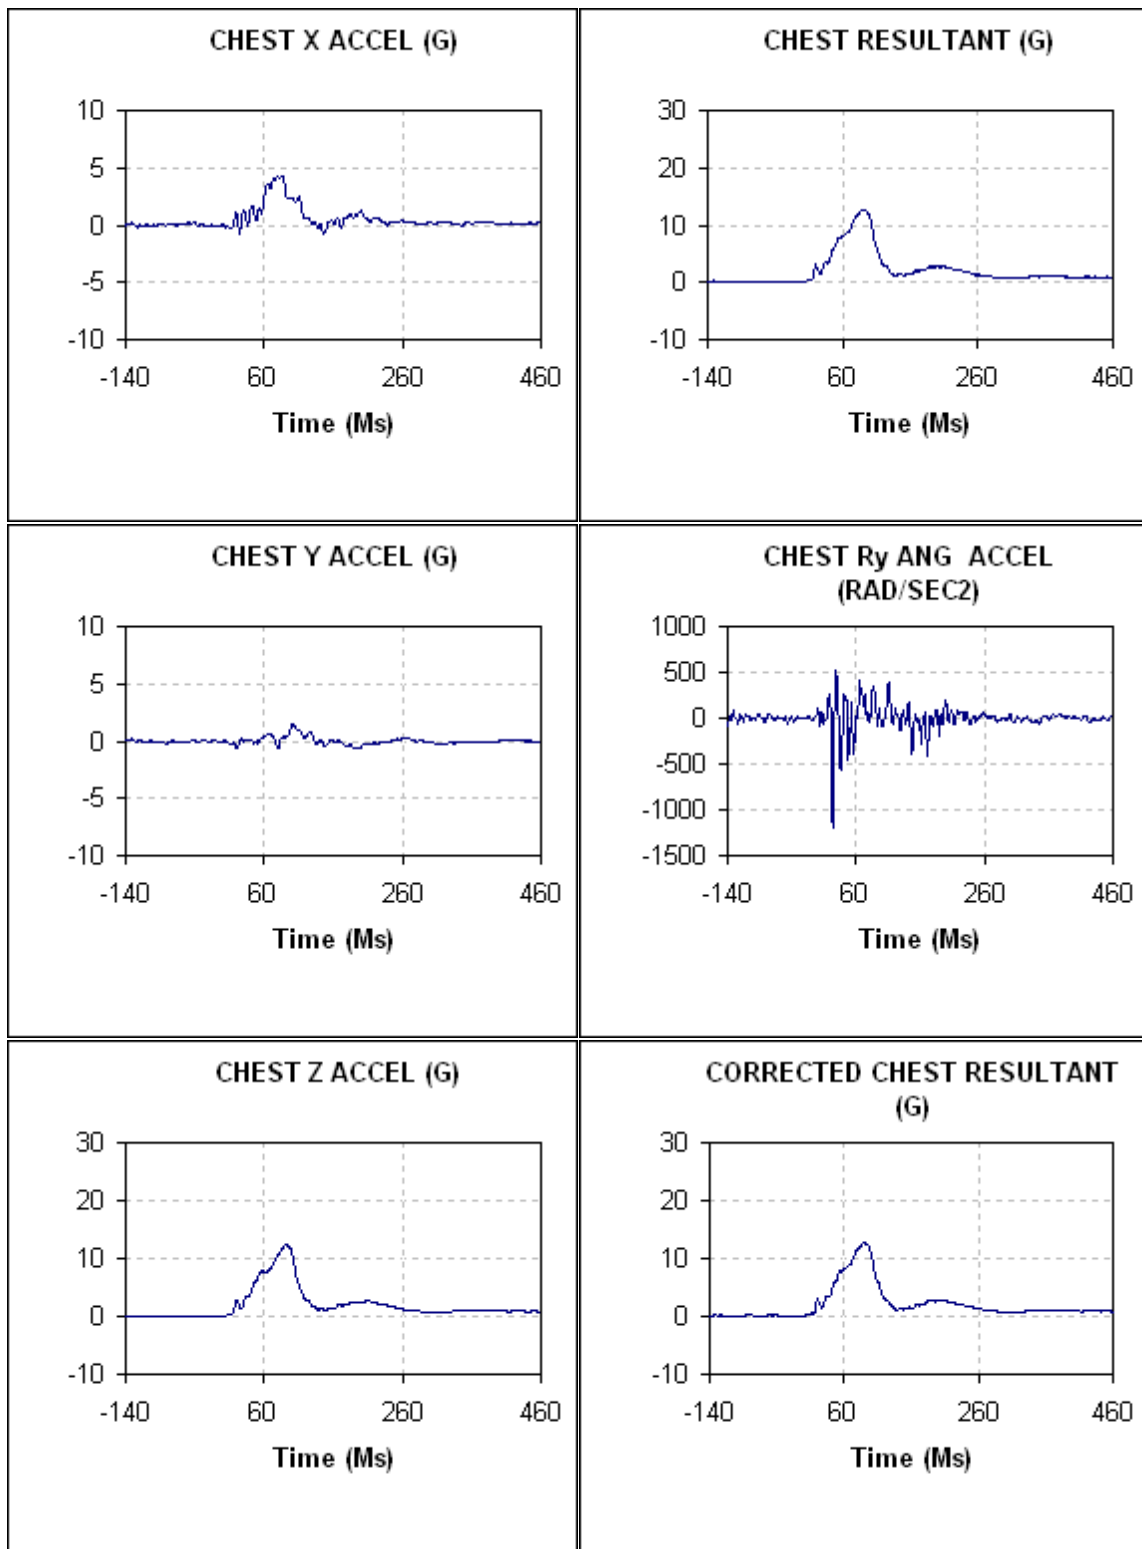 CHEST X ACCEL (G)
10
5
0
-5
-10
-140 60 260 460
Time (Ms)
CHEST RESULTANT (G)
30
20
10
0
-10
-140 60 260 460
Time (Ms)
CHEST Y ACCEL (G)
10
5
0
-5
-10
-140 60 260 460
Time (Ms)
CHEST Ry ANG ACCEL
(RAD/SEC2)
1000
500
0
-500
-1000
-1500
-140 60 260 460
Time (Ms)
CHEST Z ACCEL (G)
30
20
10
0
-10
-140 60 260 460
Time (Ms)
CORRECTED CHEST RESULTANT
(G)
30
20
10
0
-10
-140 60 260 460
Time (Ms)